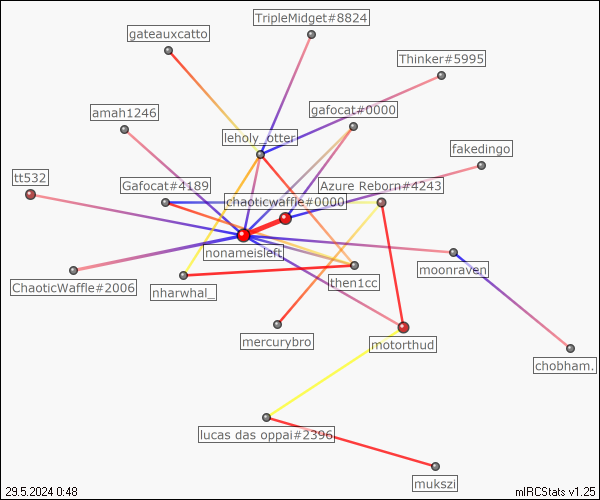 TripleMidget#8824
gateauxcatto
Thinker#5995
gafocat#0000
amah1246
leholy_otter
fakedingo
tt532
Gafocat#4189
Azure Reborn#4243
chaoticwaffle#0000
nonameisleft
moonraven
then1cc
ChaoticWaffle#2006
nharwhal_
mercurybro
motorthud
chobham.
lucas das oppai#2396
mukszi
29.5.2024 0:48
mIRCStats v1.25